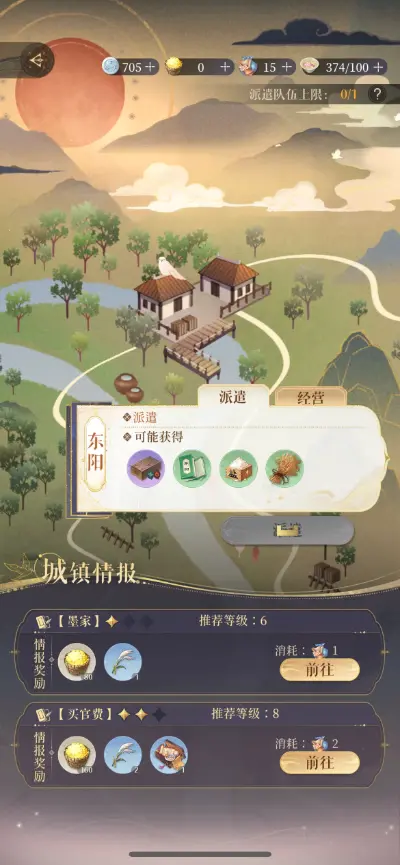 705 + 0 + 15 + 374/100 +
派遣队伍上限： 0/1 ?
派遣 经营
东阳
派遣
可能获得
城镇情报
【墨家】 推荐等级：6
情报奖励
80 1
消耗： 1
前往
【买官费】 推荐等级：8
情报奖励
100 2 1
消耗： 2
前往